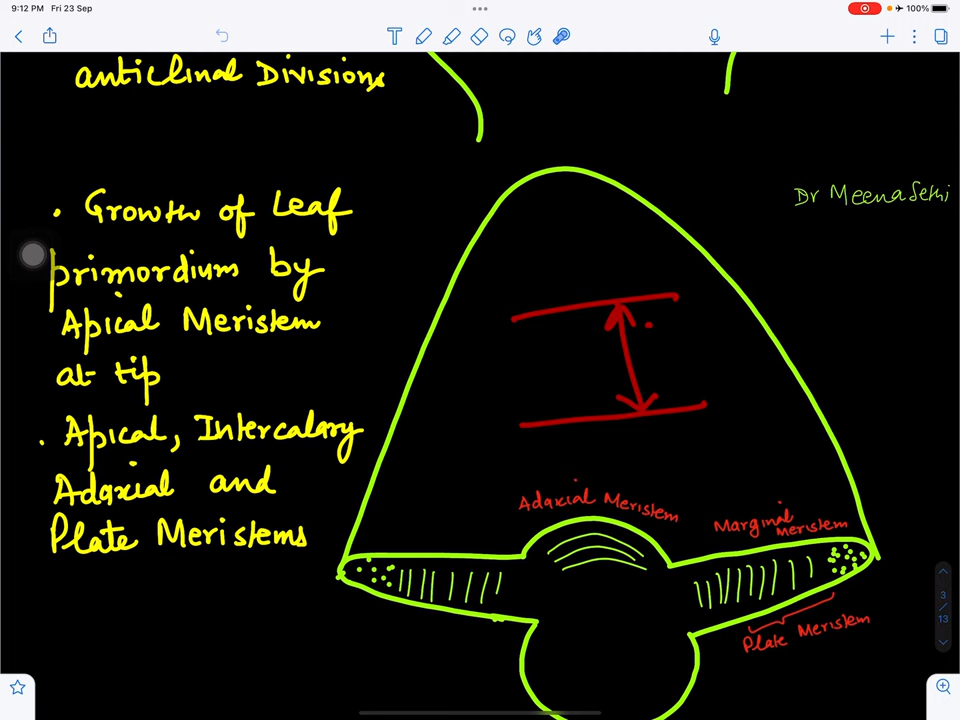 9:12 PM Fri 23 Sep
100%
anticlinal Divisions
Dr Meena Sethi
• Growth of Leaf
primordium by
Apical Meristem
at tip
• Apical, Intercalary
Adaxial and
Plate Meristems
Adaxial Meristem
Marginal
meristem
Plate Meristem
3
/
13